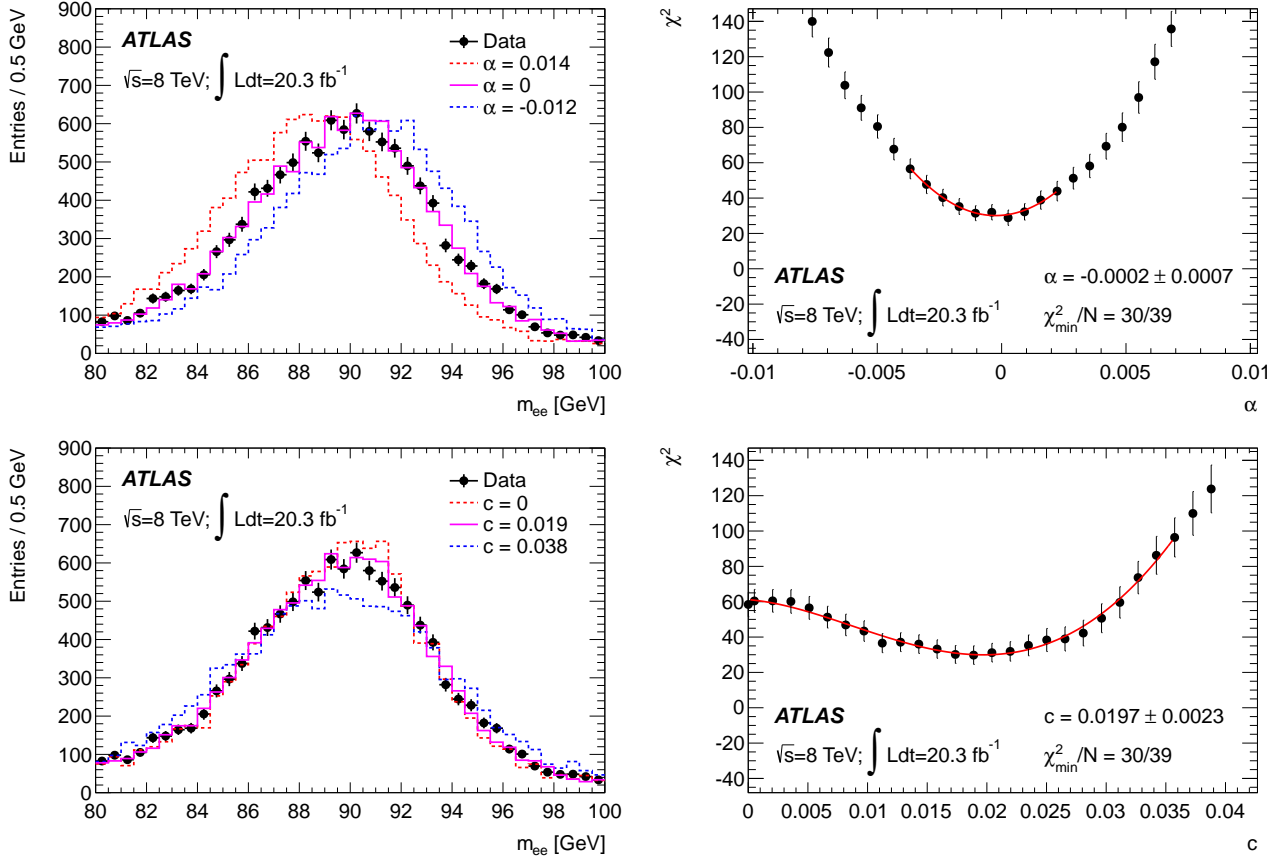 Entries / 0.5 GeV
900
800
700
600
500
400
300
200
100
0
ATLAS
√s=8 TeV; ∫ Ldt=20.3 fb⁻¹
Data
α = 0.014
α = 0
α = -0.012
80 82 84 86 88 90 92 94 96 98 100
m_ee [GeV]
χ²
140
120
100
80
60
40
20
0
-20
-40
ATLAS
√s=8 TeV; ∫ Ldt=20.3 fb⁻¹
α = -0.0002 ± 0.0007
χ²_min/N = 30/39
-0.01 -0.005 0 0.005 0.01
α
Entries / 0.5 GeV
900
800
700
600
500
400
300
200
100
0
ATLAS
√s=8 TeV; ∫ Ldt=20.3 fb⁻¹
Data
c = 0
c = 0.019
c = 0.038
80 82 84 86 88 90 92 94 96 98 100
m_ee [GeV]
χ²
140
120
100
80
60
40
20
0
-20
-40
ATLAS
√s=8 TeV; ∫ Ldt=20.3 fb⁻¹
c = 0.0197 ± 0.0023
χ²_min/N = 30/39
0 0.005 0.01 0.015 0.02 0.025 0.03 0.035 0.04
c